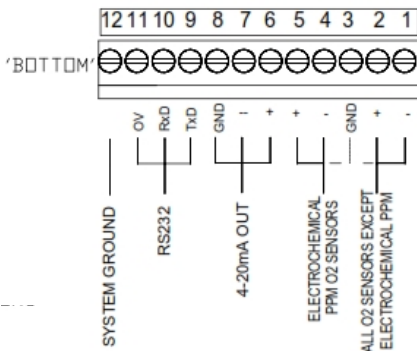 12 11 10 9 8 7 6 5 4 3 2 1
'BOTTOM'
0V RxD TxD GND - + + - GND + -
SYSTEM GROUND
RS232
4-20mA OUT
ELECTROCHEMICAL
PPM O2 SENSORS
ALL O2 SENSORS EXCEPT
ELECTROCHEMICAL PPM